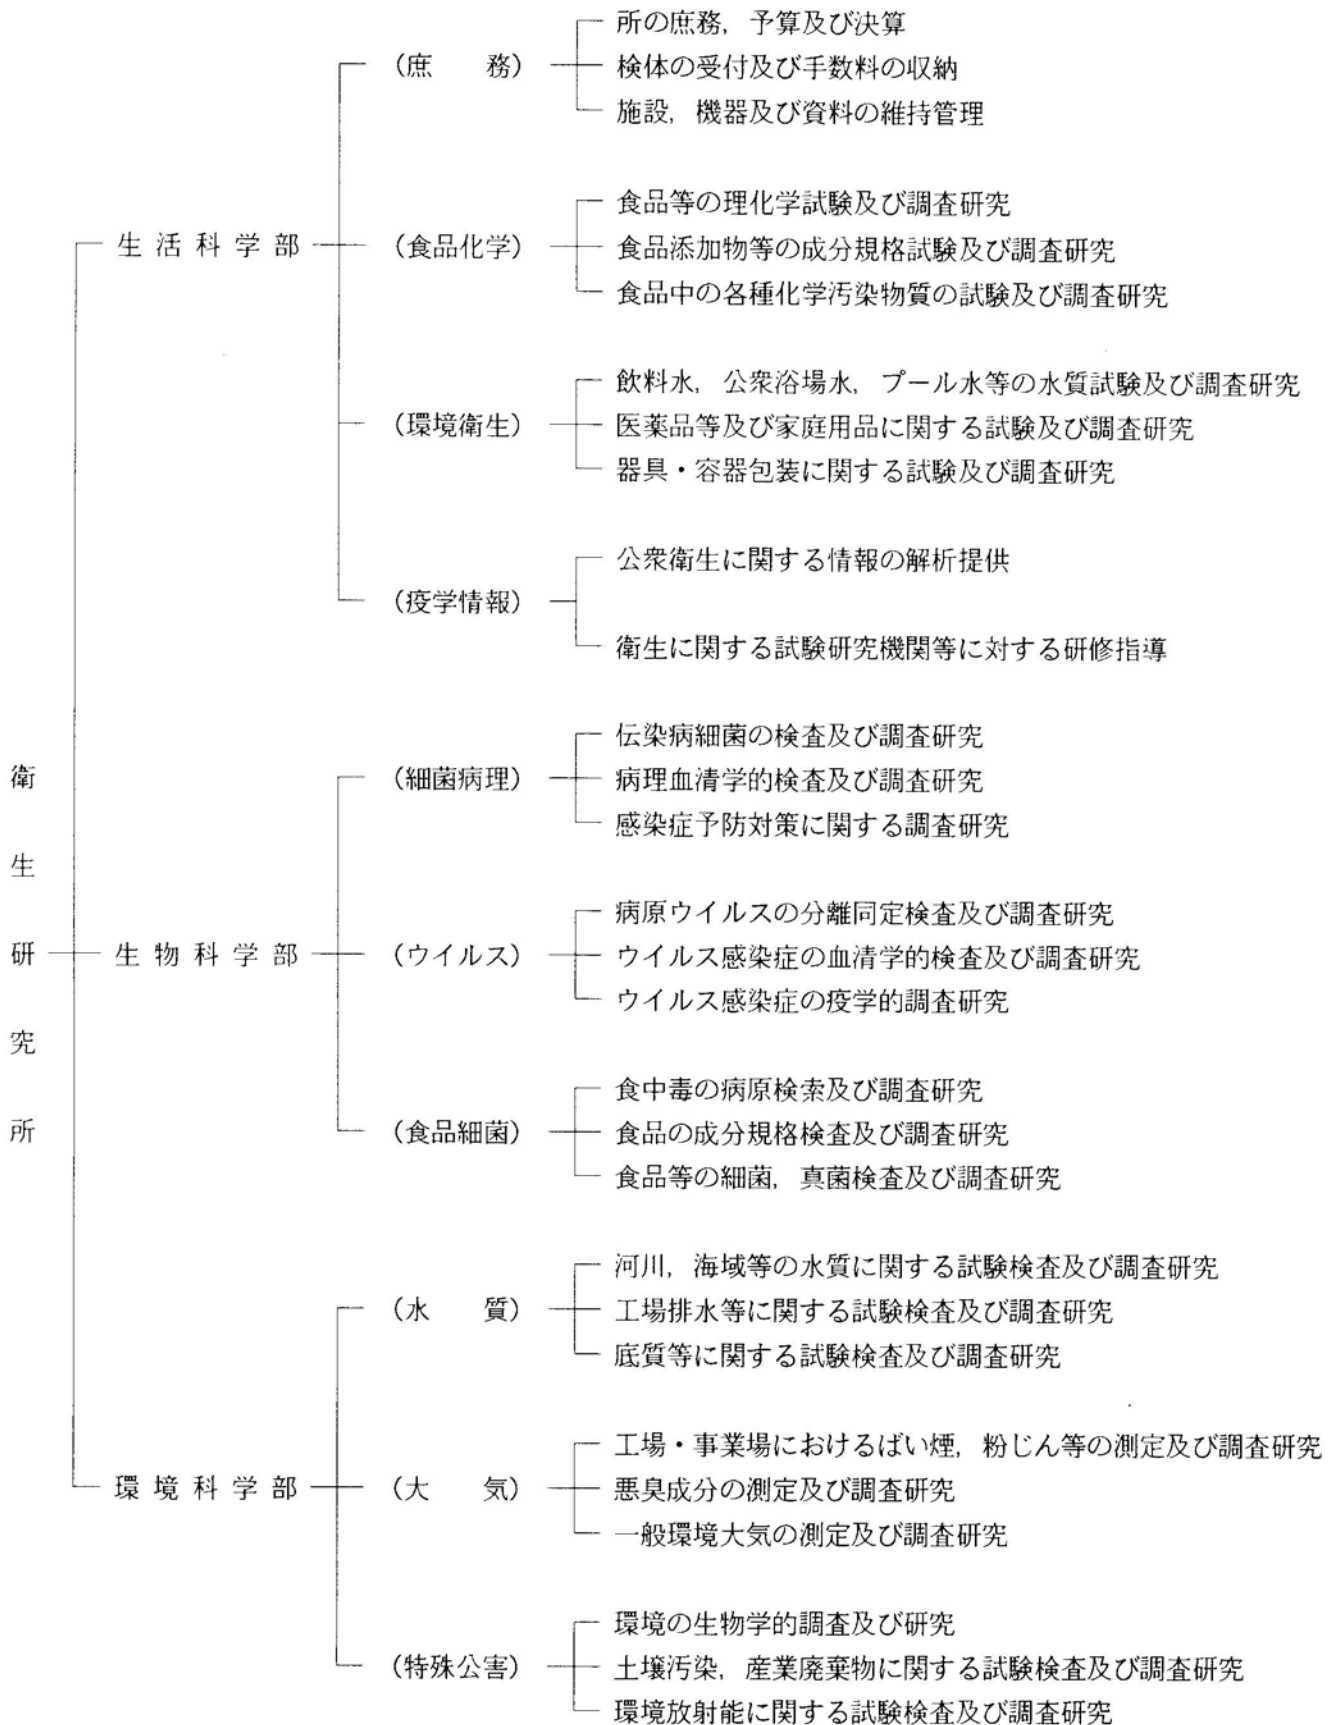 衛生研究所
生活科学部
（庶　務）
所の庶務，予算及び決算
検体の受付及び手数料の収納
施設，機器及び資料の維持管理
（食品化学）
食品等の理化学試験及び調査研究
食品添加物等の成分規格試験及び調査研究
食品中の各種化学汚染物質の試験及び調査研究
（環境衛生）
飲料水，公衆浴場水，プール水等の水質試験及び調査研究
医薬品等及び家庭用品に関する試験及び調査研究
器具・容器包装に関する試験及び調査研究
（疫学情報）
公衆衛生に関する情報の解析提供
衛生に関する試験研究機関等に対する研修指導
生物科学部
（細菌病理）
伝染病細菌の検査及び調査研究
病理血清学的検査及び調査研究
感染症予防対策に関する調査研究
（ウイルス）
病原ウイルスの分離同定検査及び調査研究
ウイルス感染症の血清学的検査及び調査研究
ウイルス感染症の疫学的調査研究
（食品細菌）
食中毒の病原検索及び調査研究
食品の成分規格検査及び調査研究
食品等の細菌，真菌検査及び調査研究
環境科学部
（水　質）
河川，海域等の水質に関する試験検査及び調査研究
工場排水等に関する試験検査及び調査研究
底質等に関する試験検査及び調査研究
（大　気）
工場・事業場におけるばい煙，粉じん等の測定及び調査研究
悪臭成分の測定及び調査研究
一般環境大気の測定及び調査研究
（特殊公害）
環境の生物学的調査及び研究
土壌汚染，産業廃棄物に関する試験検査及び調査研究
環境放射能に関する試験検査及び調査研究